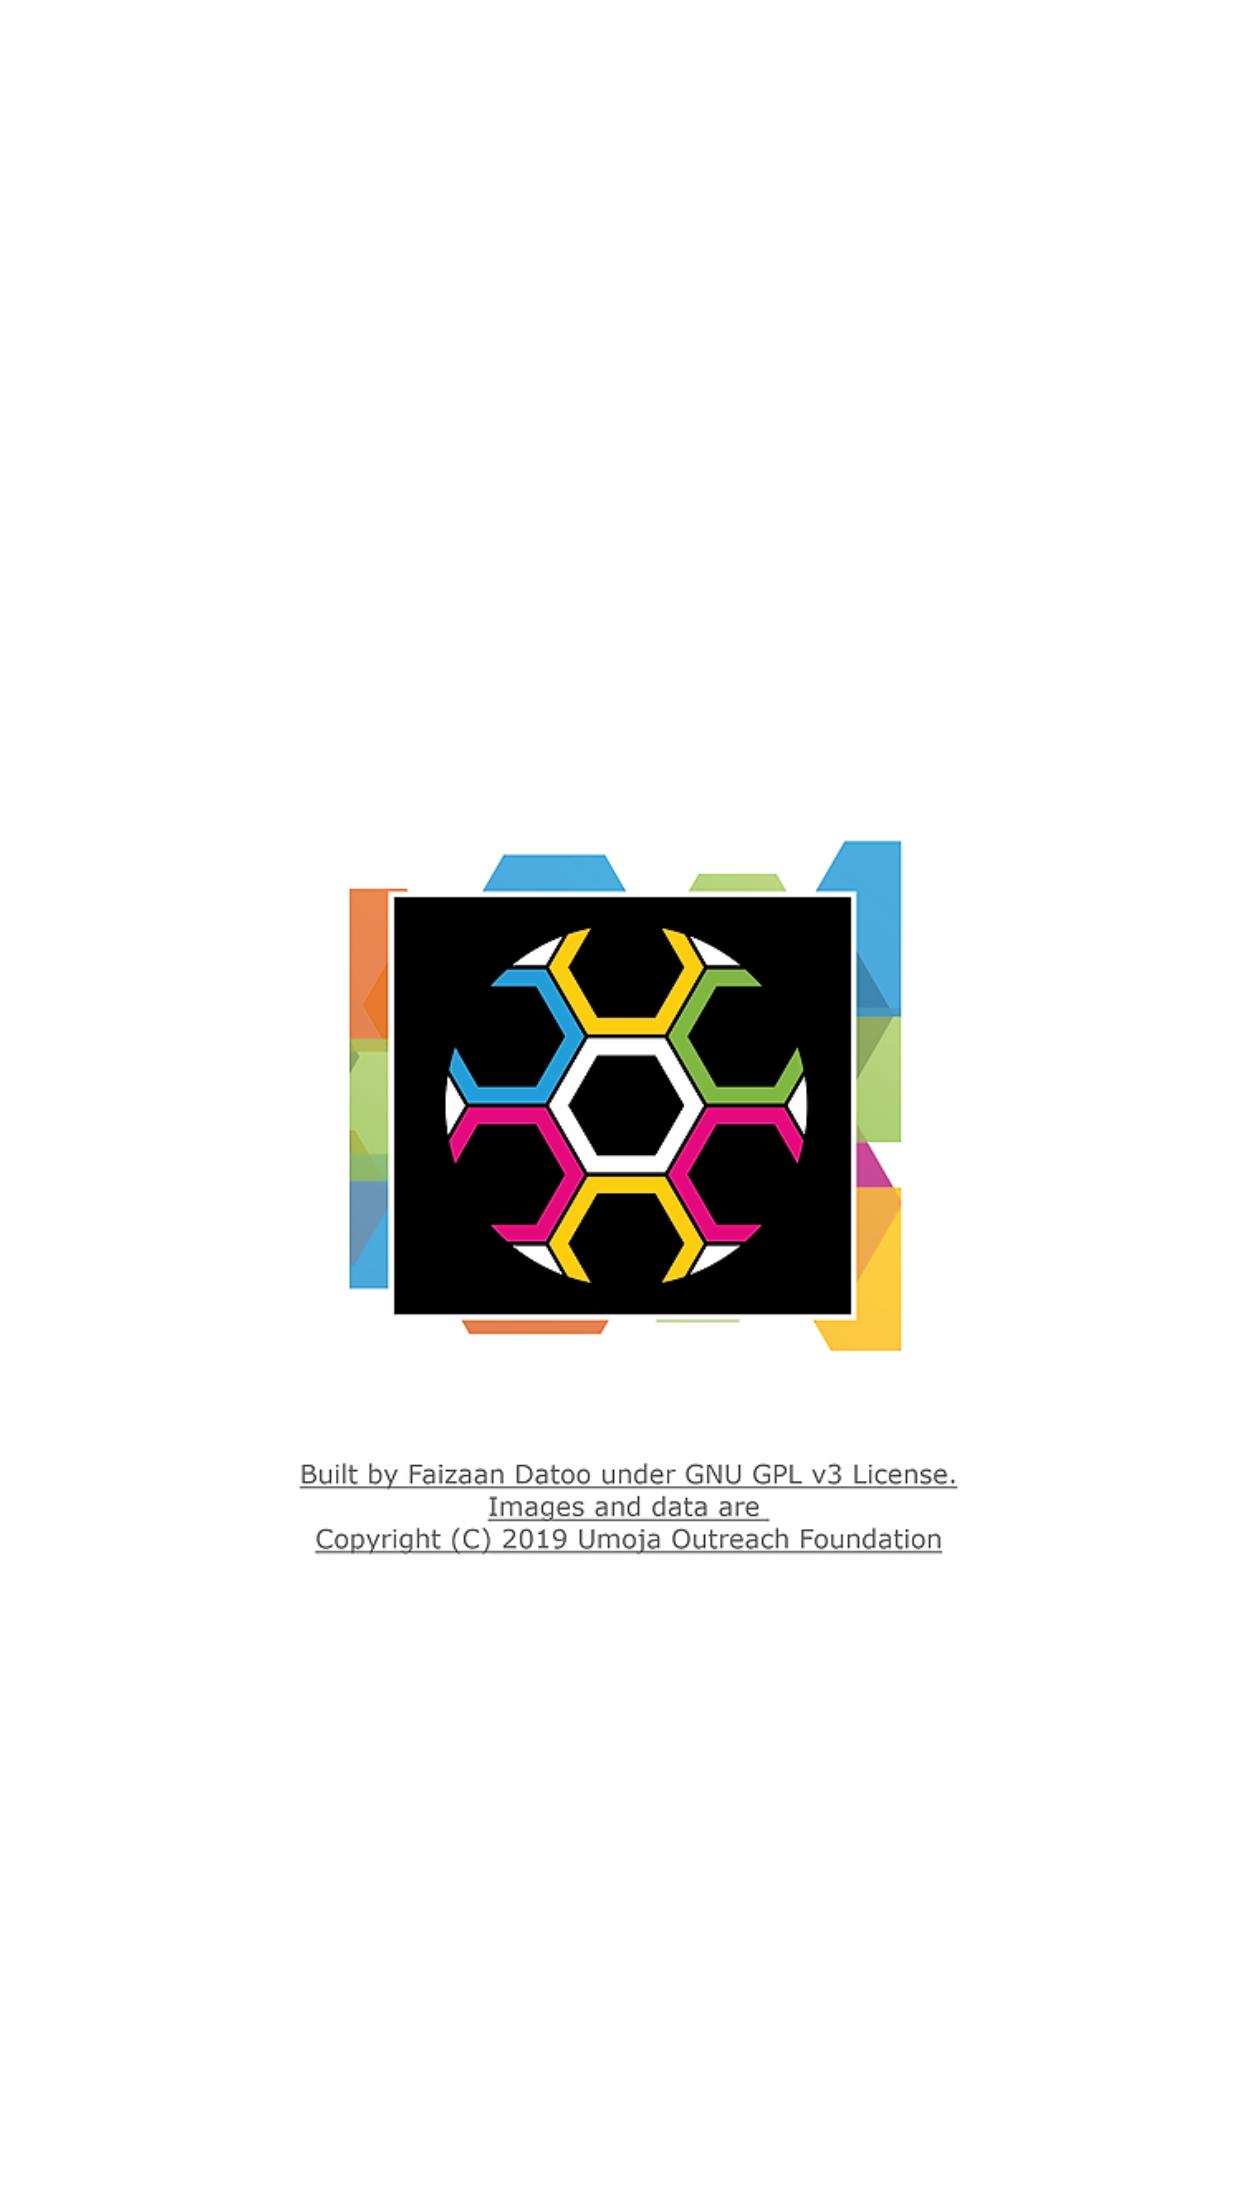 Built by Faizaan Datoo under GNU GPL v3 License.
Images and data are
Copyright (C) 2019 Umoja Outreach Foundation